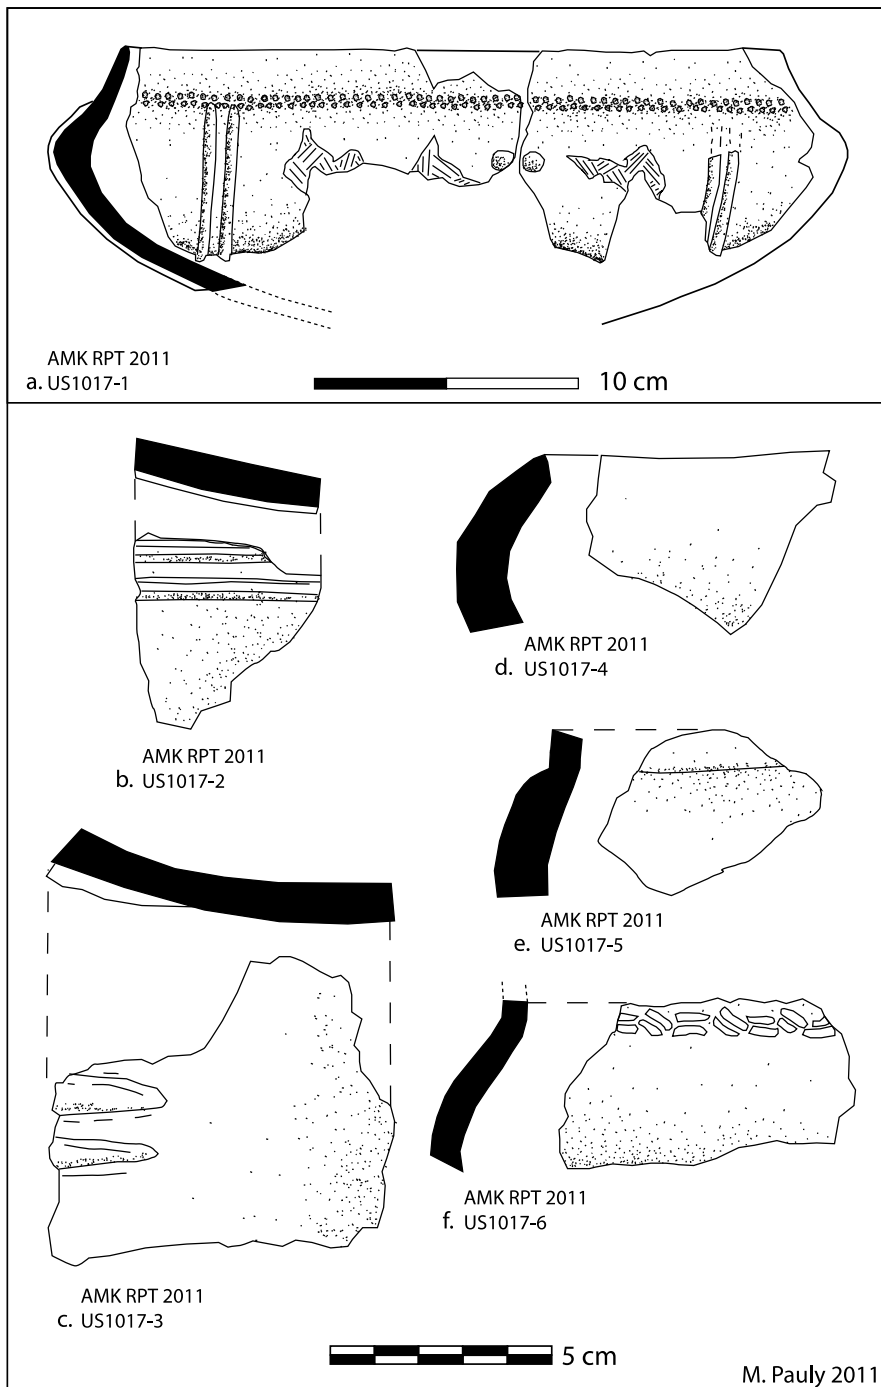 AMK RPT 2011
a. US1017-1
10 cm
AMK RPT 2011
b. US1017-2
AMK RPT 2011
d. US1017-4
AMK RPT 2011
e. US1017-5
AMK RPT 2011
c. US1017-3
AMK RPT 2011
f. US1017-6
5 cm
M. Pauly 2011